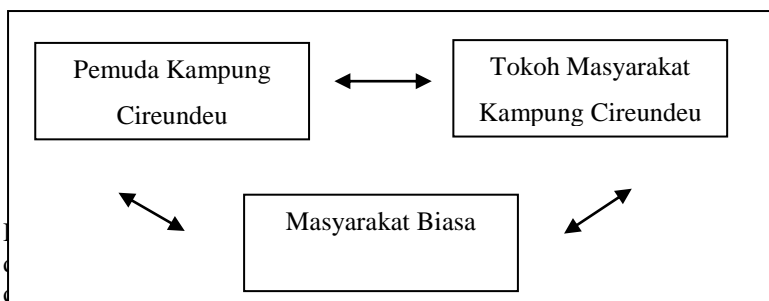 Pemuda Kampung
Cireundeu
Tokoh Masyarakat
Kampung Cireundeu
Masyarakat Biasa